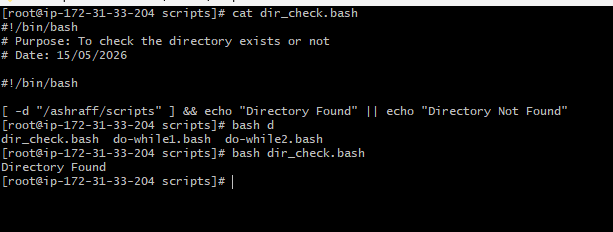 [root@ip-172-31-33-204 scripts]# cat dir_check.bash
#!/bin/bash
# Purpose: To check the directory exists or not
# Date: 15/05/2026

#!/bin/bash

[ -d "/ashraff/scripts" ] && echo "Directory Found" || echo "Directory Not Found"
[root@ip-172-31-33-204 scripts]# bash d
dir_check.bash  do-while1.bash  do-while2.bash
[root@ip-172-31-33-204 scripts]# bash dir_check.bash
Directory Found
[root@ip-172-31-33-204 scripts]#